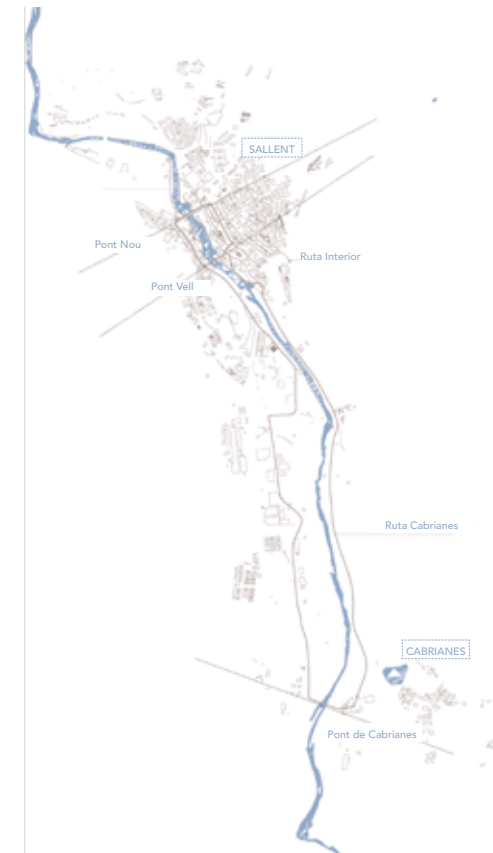 SALLENT
Pont Nou
Ruta Interior
Pont Vell
Ruta Cabrianes
CABRIANES
Pont de Cabrianes